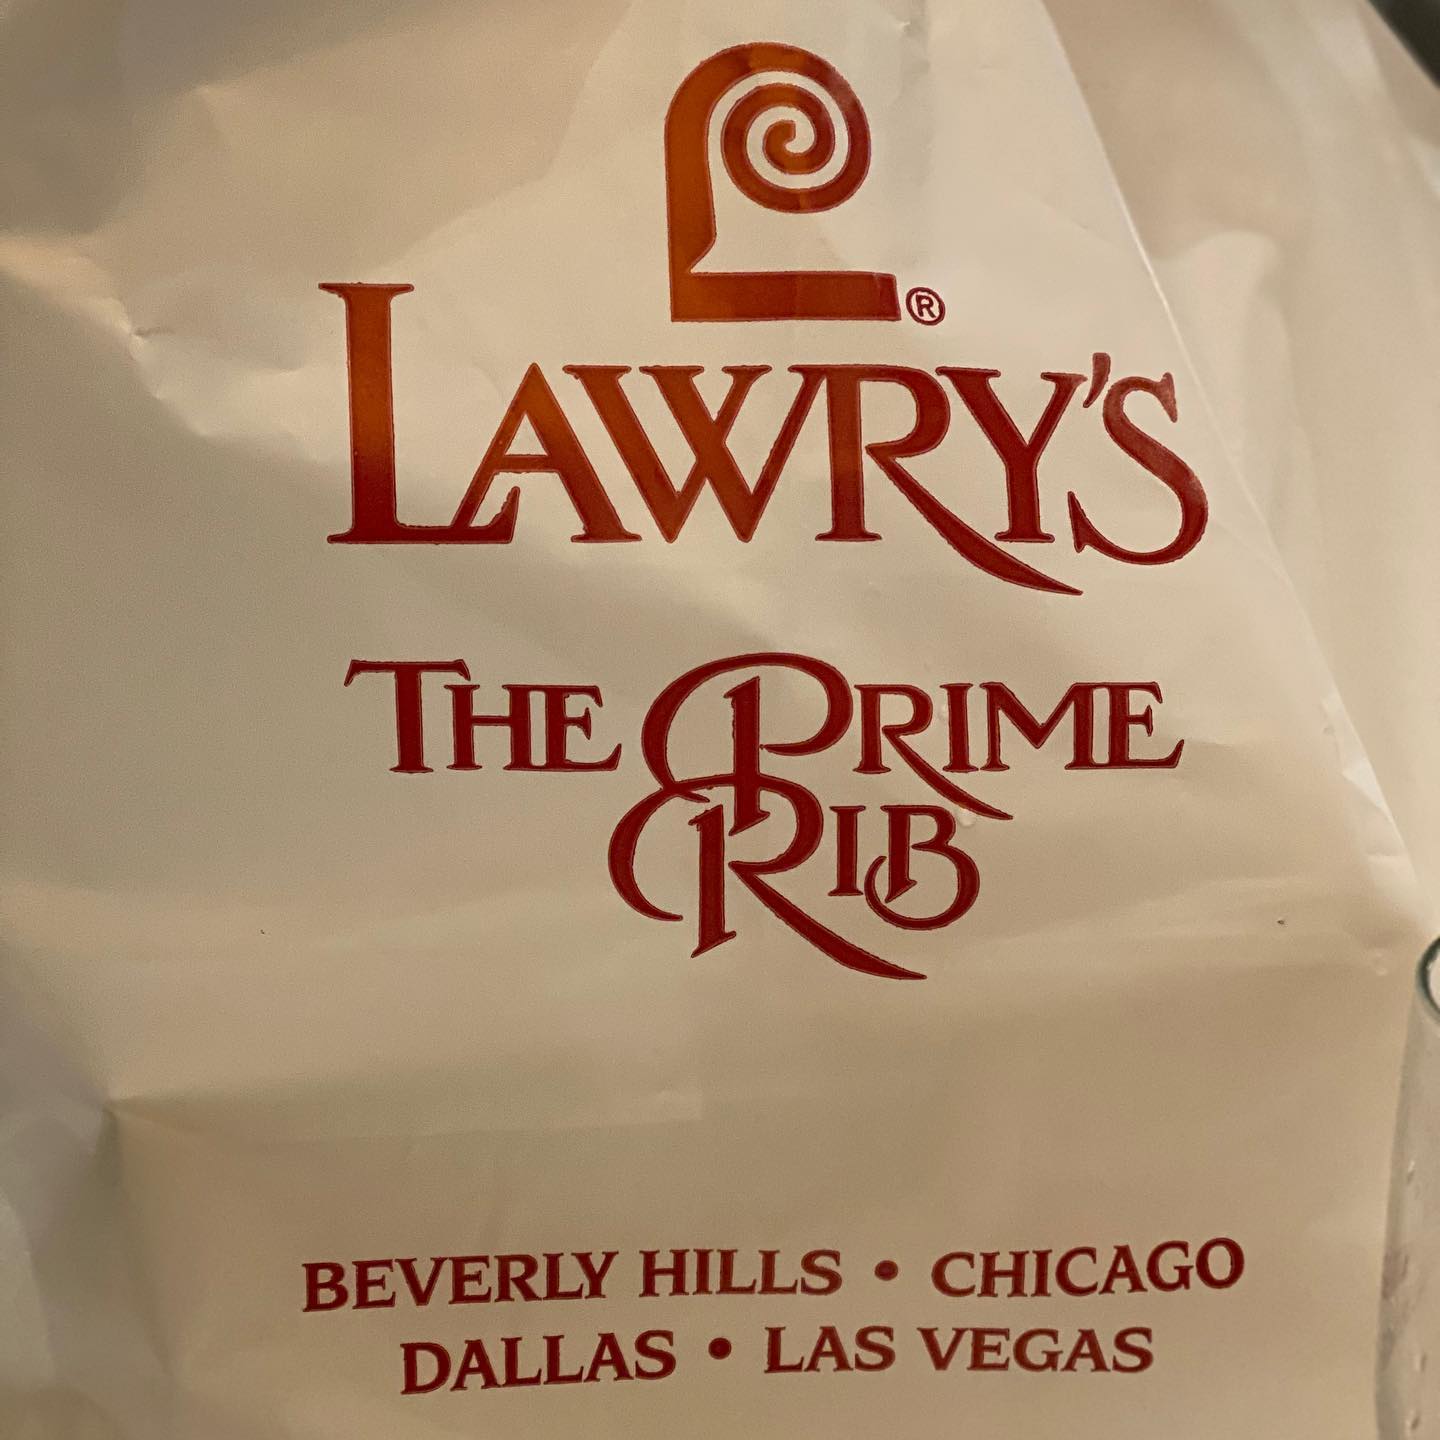 L®
LAWRY'S
THE PRIME
RIB
BEVERLY HILLS • CHICAGO
DALLAS • LAS VEGAS